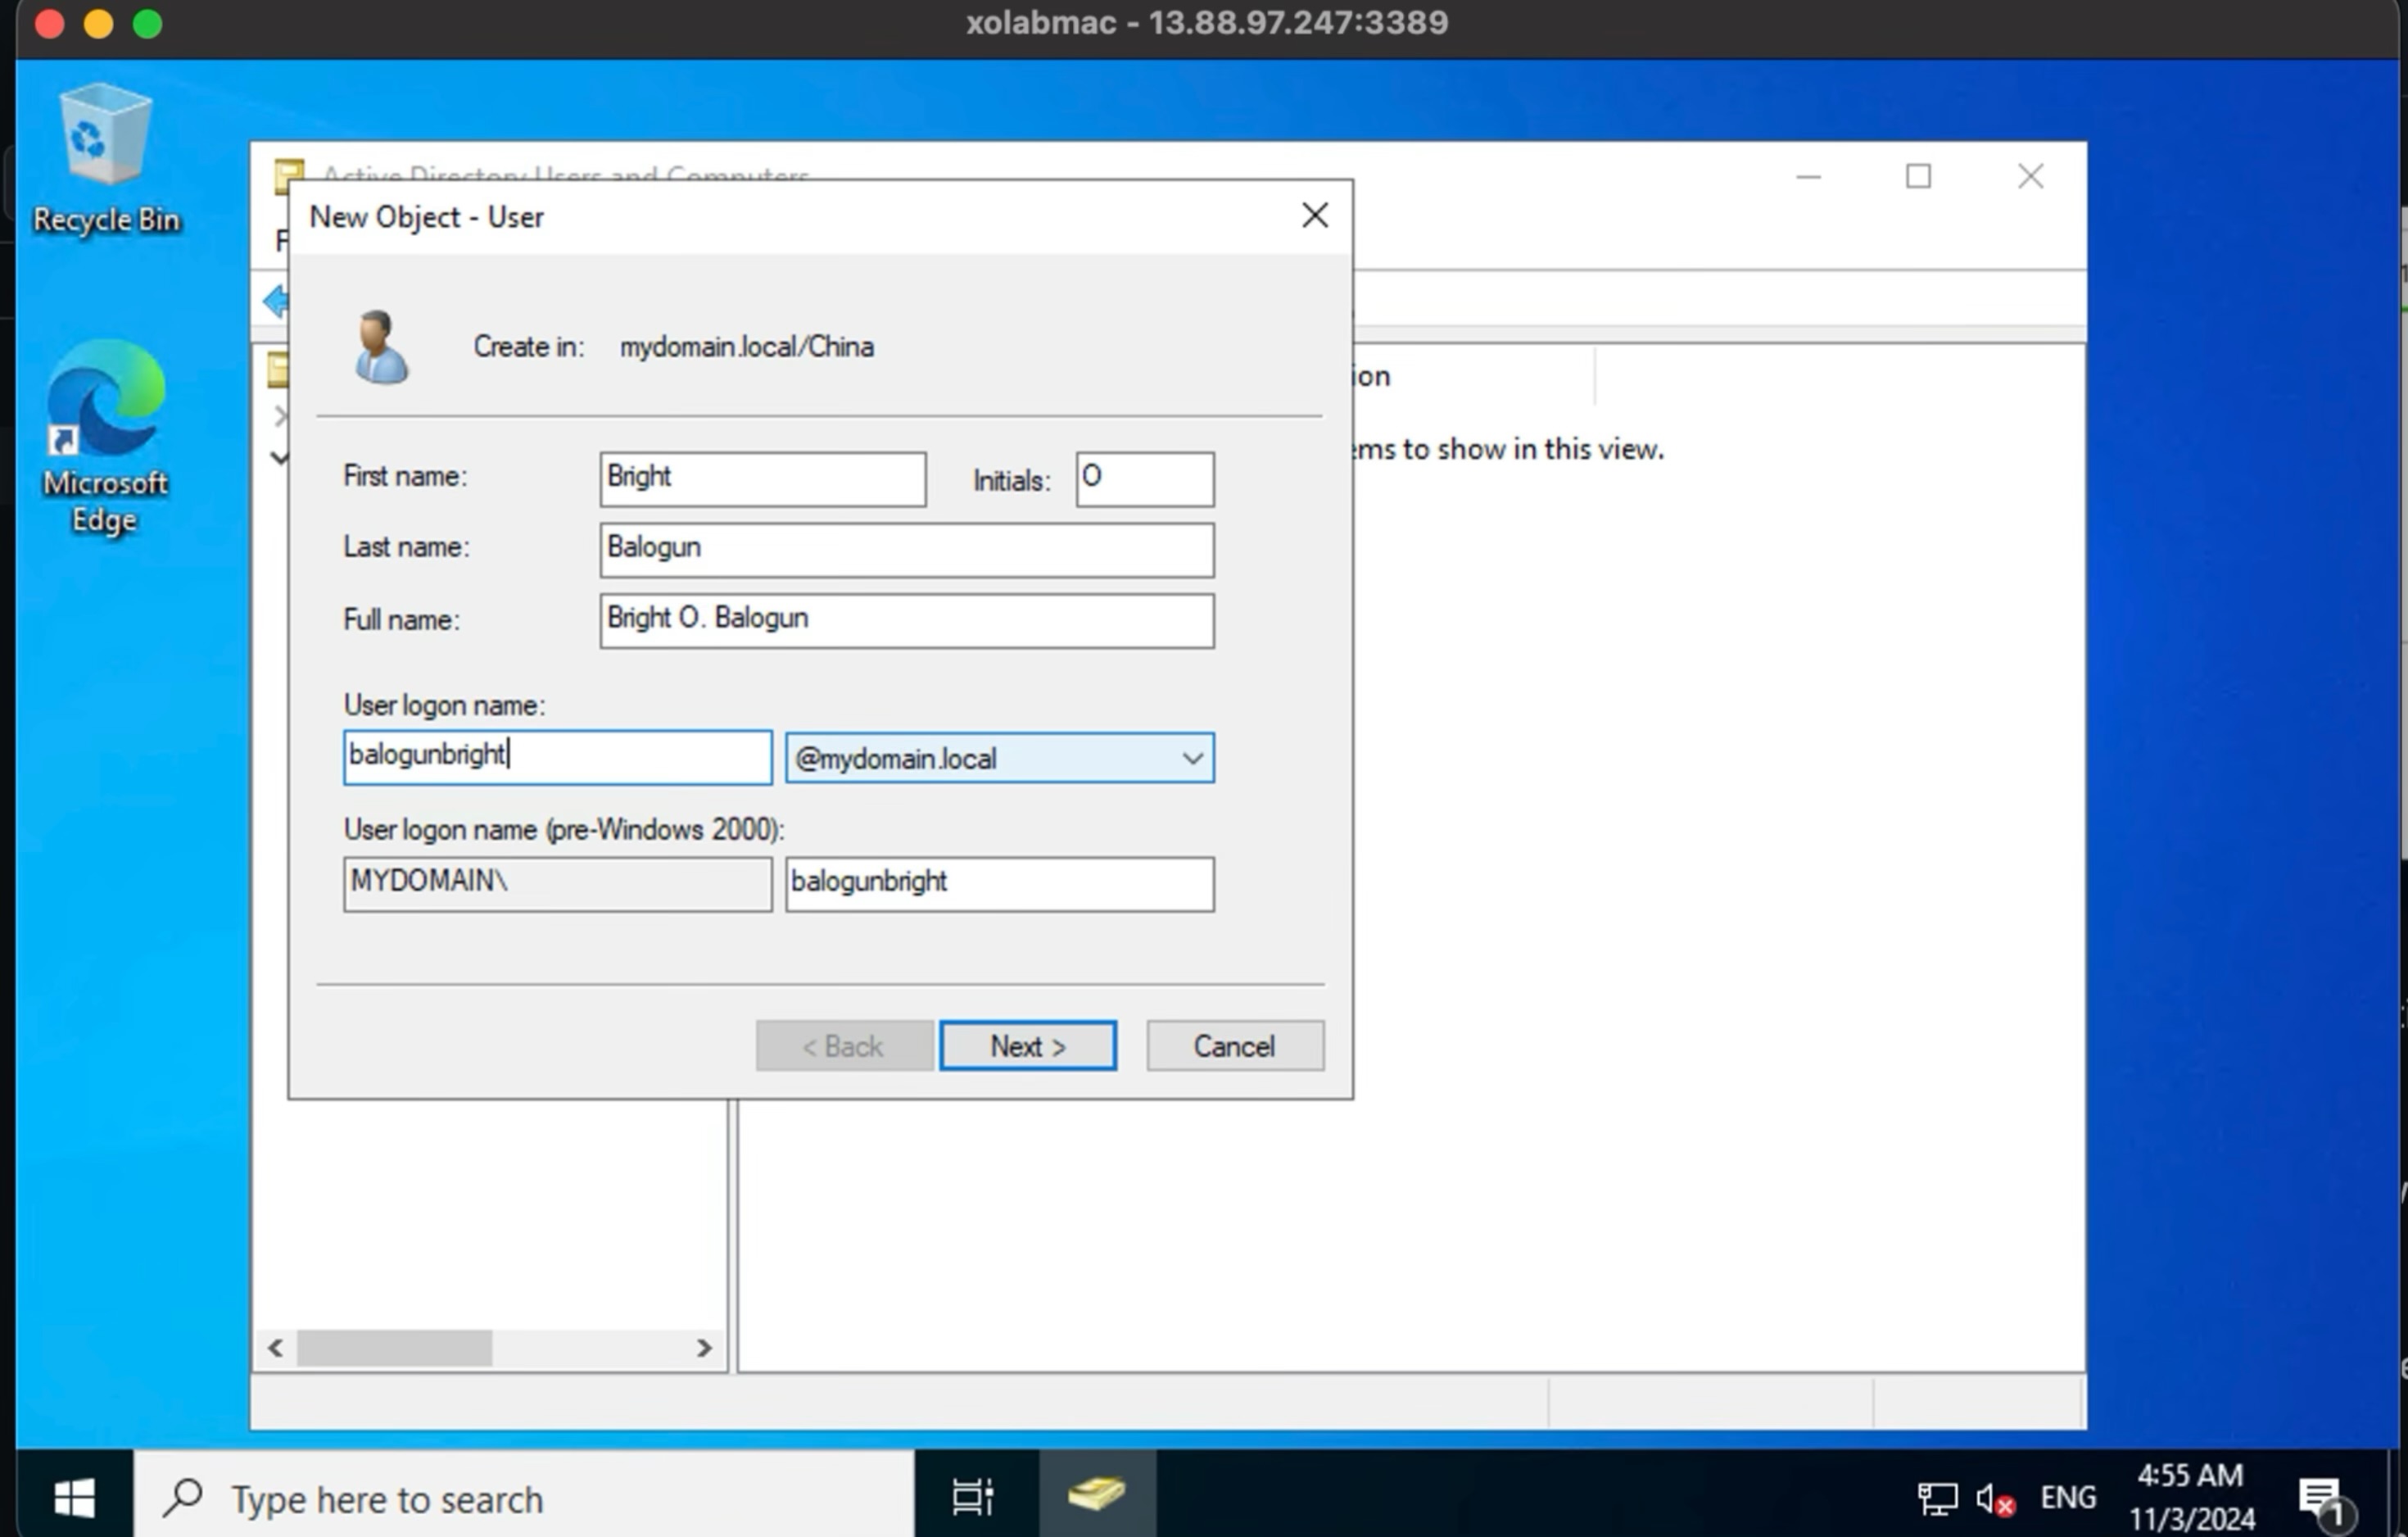 xolabmac - 13.88.97.247:3389
Recycle Bin
Microsoft
Edge
Active Directory Users and Computers
New Object - User
F
Create in: mydomain.local/China
ion
ems to show in this view.
First name: Bright Initials: O
Last name: Balogun
Full name: Bright O. Balogun
User logon name:
balogunbright @mydomain.local
User logon name (pre-Windows 2000):
MYDOMAIN\ balogunbright
< Back Next > Cancel
Type here to search
ENG
4:55 AM
11/3/2024
1